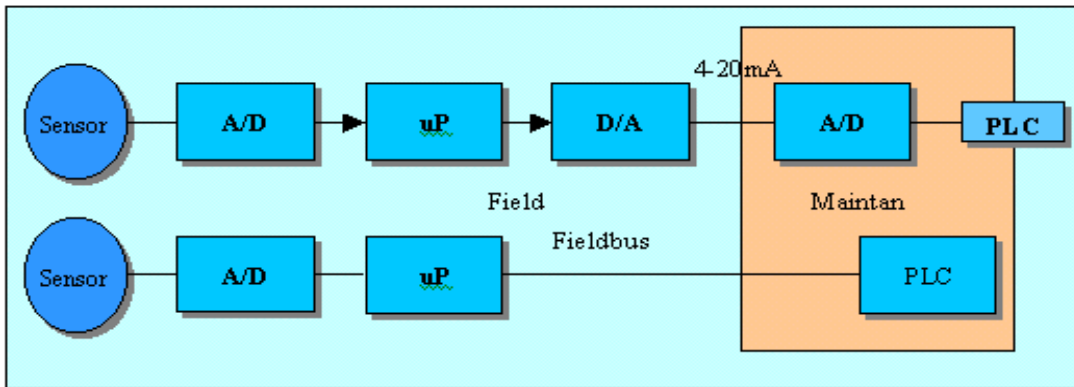 4-20mA
Sensor A/D uP D/A A/D PLC
Field Maintan
Fieldbus
Sensor A/D uP PLC